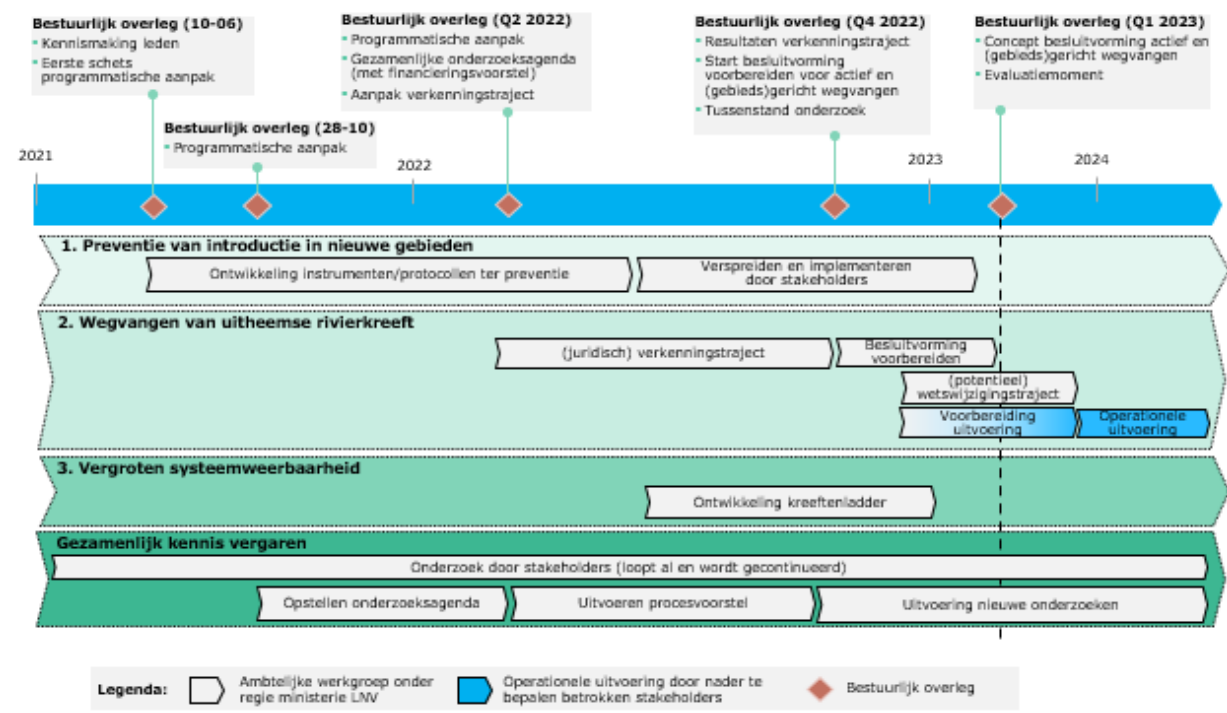 Bestuurlijk overleg (10-06)
Kennismaking leden
Eerste schets
programmatische aanpak
Bestuurlijk overleg (28-10)
Programmatische aanpak
Bestuurlijk overleg (Q2 2022)
Programmatische aanpak
Gezamenlijke onderzoeksagenda
(met financieringsvoorstel)
Aanpak verkenningstraject
Bestuurlijk overleg (Q4 2022)
Resultaten verkenningstraject
Start besluitvorming
voorbereiden voor actief en
(gebieds)gericht wegvangen
Tussenstand onderzoek
Bestuurlijk overleg (Q1 2023)
Concept besluitvorming actief en
(gebieds)gericht wegvangen
Evaluatiemoment
2021
2022
2023
2024
1. Preventie van introductie in nieuwe gebieden
Ontwikkeling instrumenten/protocollen ter preventie
Verspreiden en implementeren
door stakeholders
2. Wegvangen van uitheemse rivierkreeft
(juridisch) verkenningstraject
Besluitvorming
voorbereiden
(potentieel)
wetswijzigingstraject
Voorbereiding
uitvoering
Operationele
uitvoering
3. Vergroten systeemweerbaarheid
Ontwikkeling kreeftenladder
Gezamenlijk kennis vergaren
Onderzoek door stakeholders (loopt al en wordt gecontinueerd)
Opstellen onderzoeksagenda
Uitvoeren procesvoorstel
Uitvoering nieuwe onderzoeken
Legenda:
Ambtelijke werkgroep onder
regie ministerie LNV
Operationele uitvoering door nader te
bepalen betrokken stakeholders
Bestuurlijk overleg